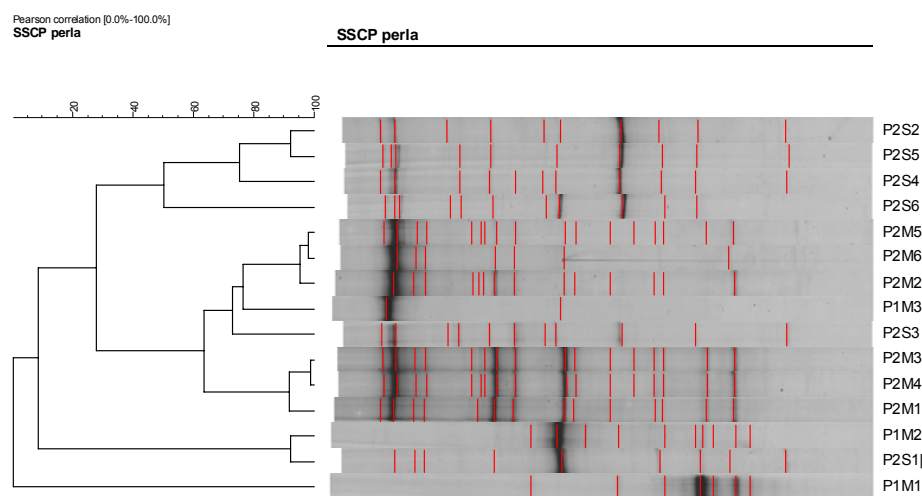 Pearson correlation [0.0%-100.0%]
SSCP perla
SSCP perla
20
40
60
80
100
P2S2
P2S5
P2S4
P2S6
P2M5
P2M6
P2M2
P1M3
P2S3
P2M3
P2M4
P2M1
P1M2
P2S1|
P1M1